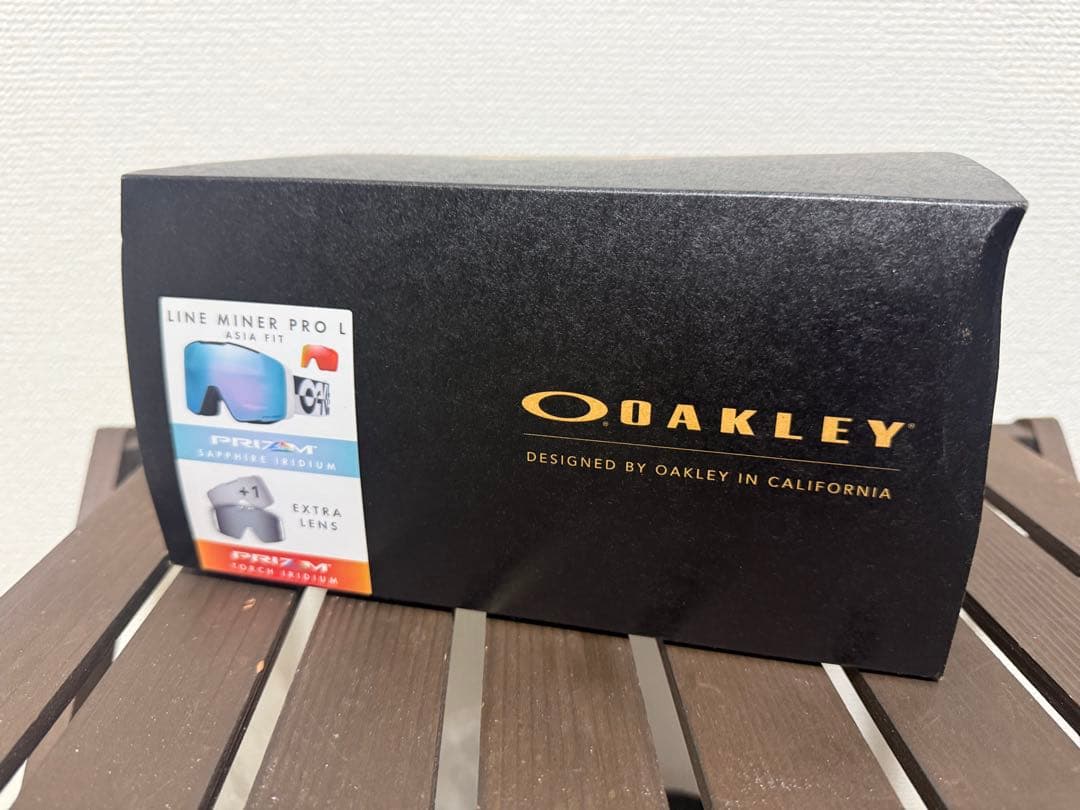 LINE MINER PRO L
ASIA FIT
PRIZM
SAPPHIRE IRIDIUM
+1
EXTRA
LENS
PRIZM
TORCH IRIDIUM
OAKLEY
DESIGNED BY OAKLEY IN CALIFORNIA